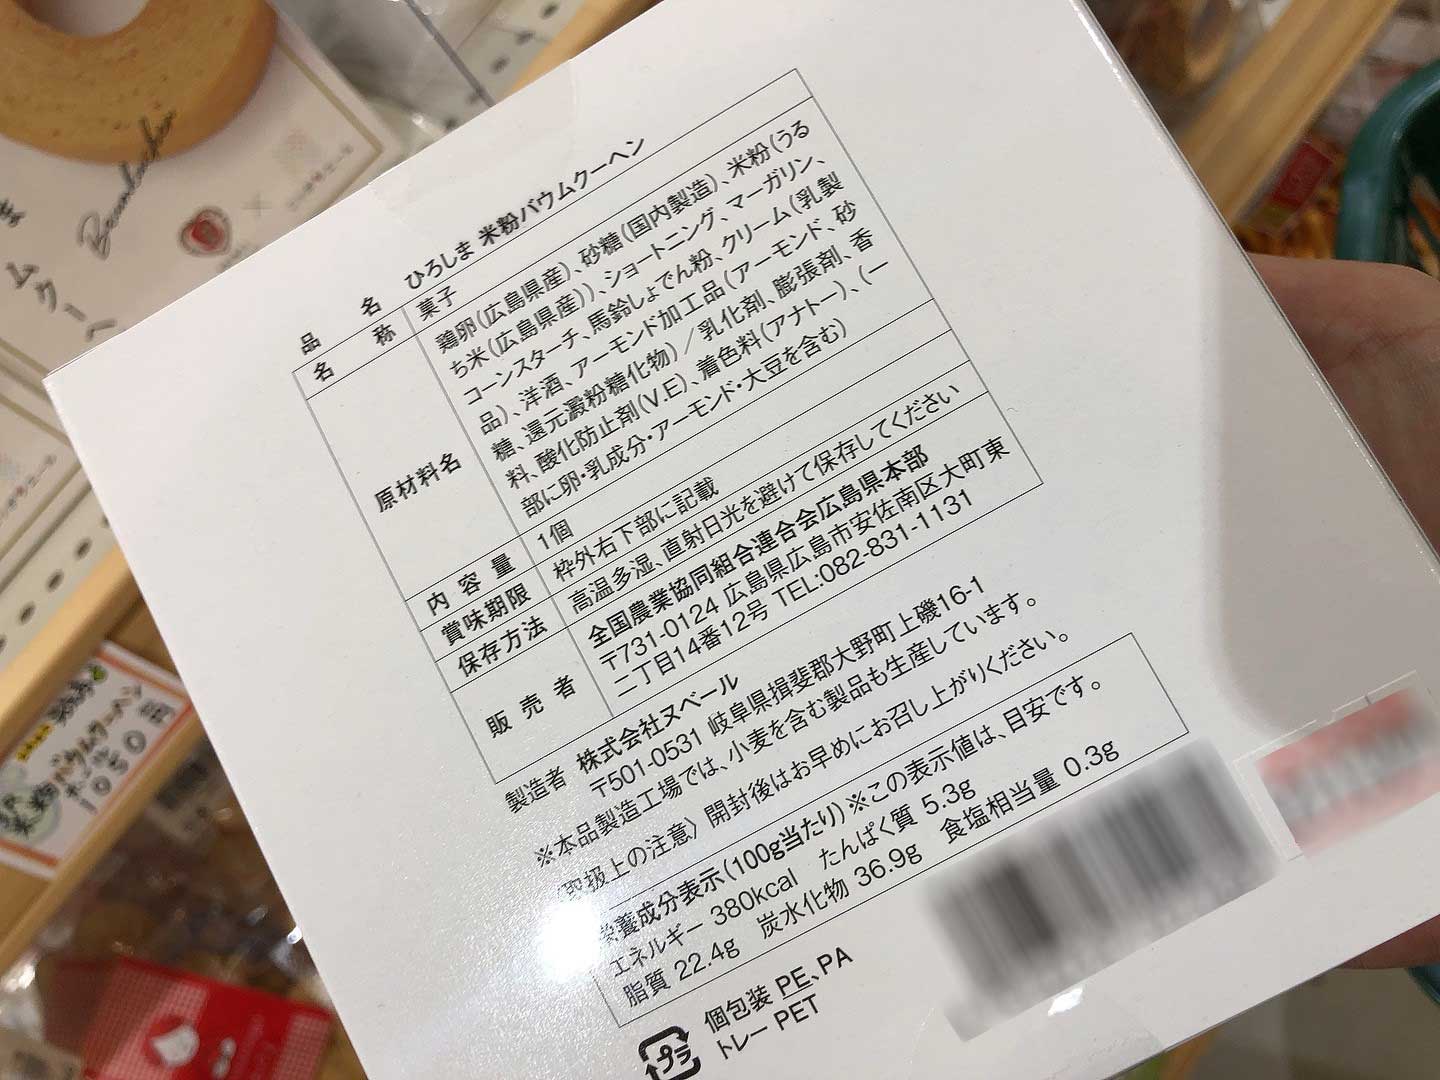 品名 ひろしま 米粉バウムクーヘン
名称 菓子
原材料名 鶏卵(広島県産)、砂糖(国内製造)、米粉(うる
ち米(広島県産))、ショートニング、マーガリン、
コーンスターチ、馬鈴しょでん粉、クリーム(乳製
品)、洋酒、アーモンド加工品(アーモンド、砂
糖、還元澱粉糖化物)/乳化剤、膨張剤、香
料、酸化防止剤(V.E)、着色料(アナトー)、(一
部に卵・乳成分・アーモンド・大豆を含む)
内容量 1個
賞味期限 枠外右下部に記載
保存方法 高温多湿、直射日光を避けて保存してください
販売者 全国農業協同組合連合会広島県本部
〒731-0124 広島県広島市安佐南区大町東
二丁目14番12号 TEL:082-831-1131
製造者 株式会社ヌベール
〒501-0531 岐阜県揖斐郡大野町上磯16-1
※本品製造工場では、小麦を含む製品も生産しています。
〈取扱上の注意〉開封後はお早めにお召し上がりください。
栄養成分表示(100g当たり)※この表示値は、目安です。
エネルギー 380kcal たんぱく質 5.3g
脂質 22.4g 炭水化物 36.9g 食塩相当量 0.3g
プラ
個包装 PE、PA
トレー PET
Baumkuchen
ムクーヘ
1050